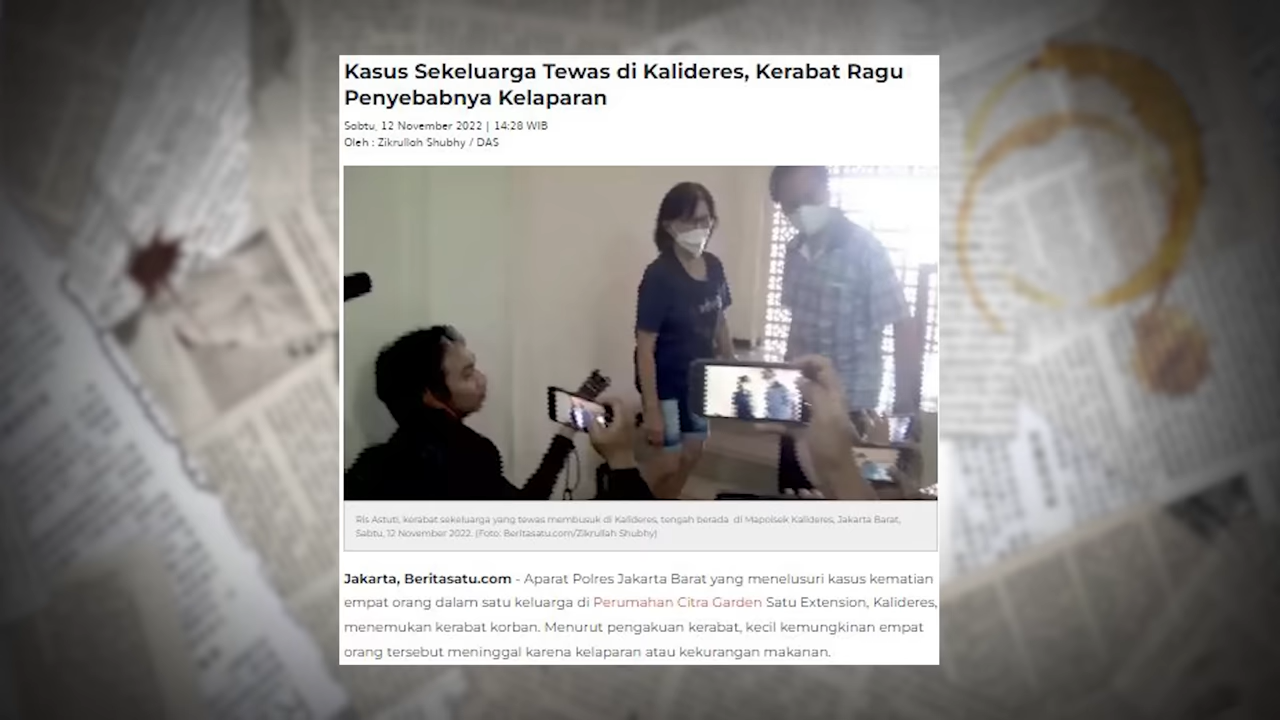 Kasus Sekeluarga Tewas di Kalideres, Kerabat Ragu
Penyebabnya Kelaparan
Sabtu, 12 November 2022 | 14:28 WIB
Oleh : Zikrullah Shubhy / DAS
Ris Astuti, kerabat sekeluarga yang tewas membusuk di Kalideres, tengah berada di Mapolsek Kalideres, Jakarta Barat,
Sabtu, 12 November 2022. (Foto: Beritasatu.com/Zikrullah Shubhy)
Jakarta, Beritasatu.com - Aparat Polres Jakarta Barat yang menelusuri kasus kematian
empat orang dalam satu keluarga di Perumahan Citra Garden Satu Extension, Kalideres,
menemukan kerabat korban. Menurut pengakuan kerabat, kecil kemungkinan empat
orang tersebut meninggal karena kelaparan atau kekurangan makanan.